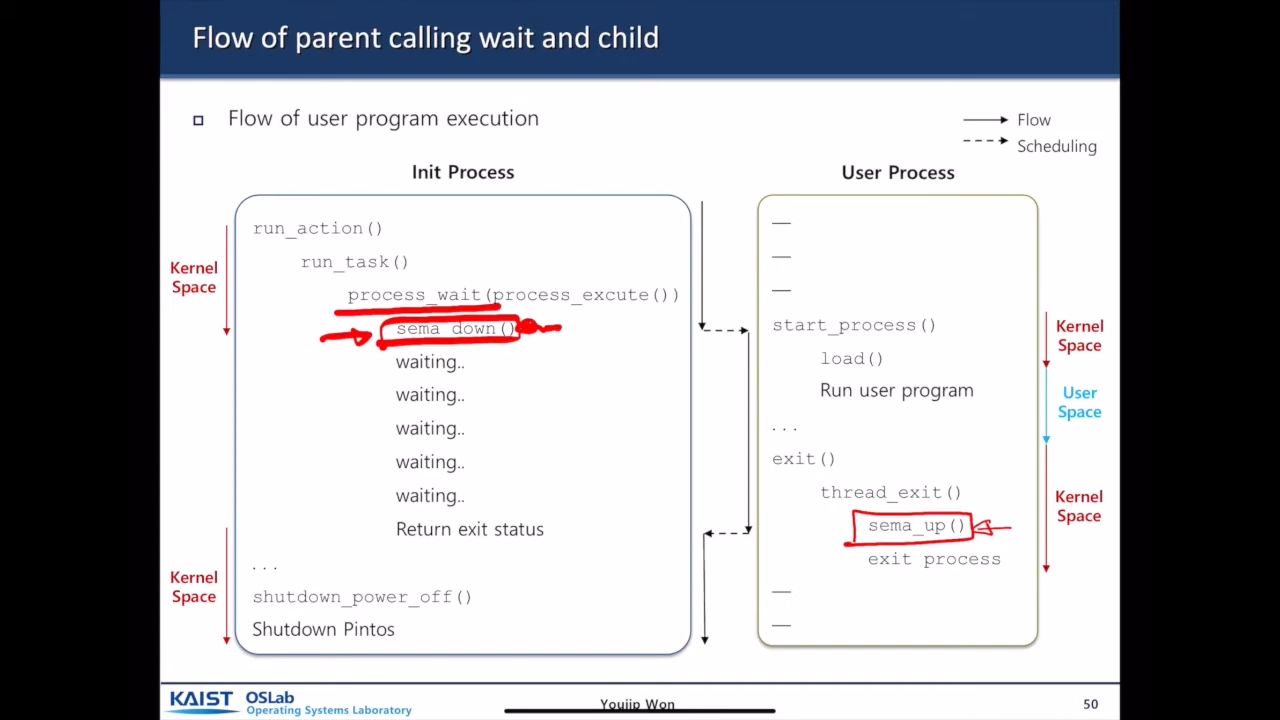 Flow of parent calling wait and child
Flow of user program execution
Flow
Scheduling
Init Process
run_action()
run_task()
process_wait(process_excute())
sema_down()
waiting..
waiting..
waiting..
waiting..
waiting..
Return exit status
...
shutdown_power_off()
Shutdown Pintos
Kernel
Space
Kernel
Space
User Process
start_process()
load()
Run user program
...
exit()
thread_exit()
sema_up()
exit process
Kernel
Space
User
Space
Kernel
Space
KAIST OSLab
Operating Systems Laboratory
Youjip Won
50